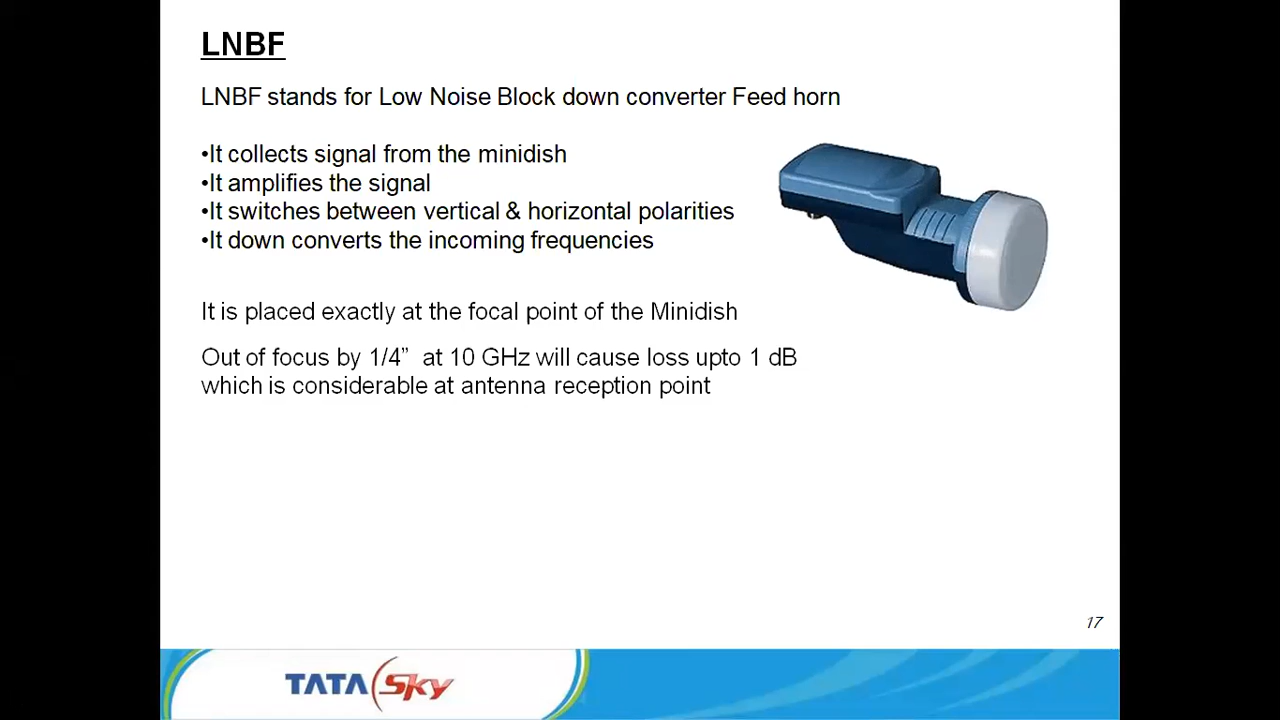 LNBF
LNBF stands for Low Noise Block down converter Feed horn
•It collects signal from the minidish
•It amplifies the signal
•It switches between vertical & horizontal polarities
•It down converts the incoming frequencies
It is placed exactly at the focal point of the Minidish
Out of focus by 1/4” at 10 GHz will cause loss upto 1 dB
which is considerable at antenna reception point
17
TATA Sky